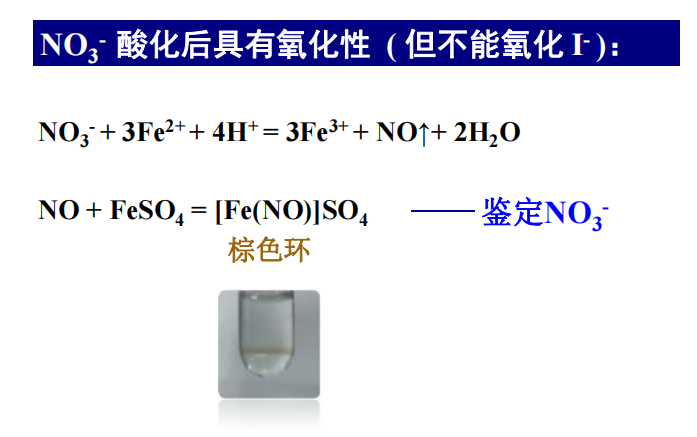 NO₃⁻ 酸化后具有氧化性（但不能氧化 I⁻）：
NO₃⁻ + 3Fe²⁺ + 4H⁺ = 3Fe³⁺ + NO↑ + 2H₂O
NO + FeSO₄ = [Fe(NO)]SO₄ —— 鉴定NO₃⁻
棕色环